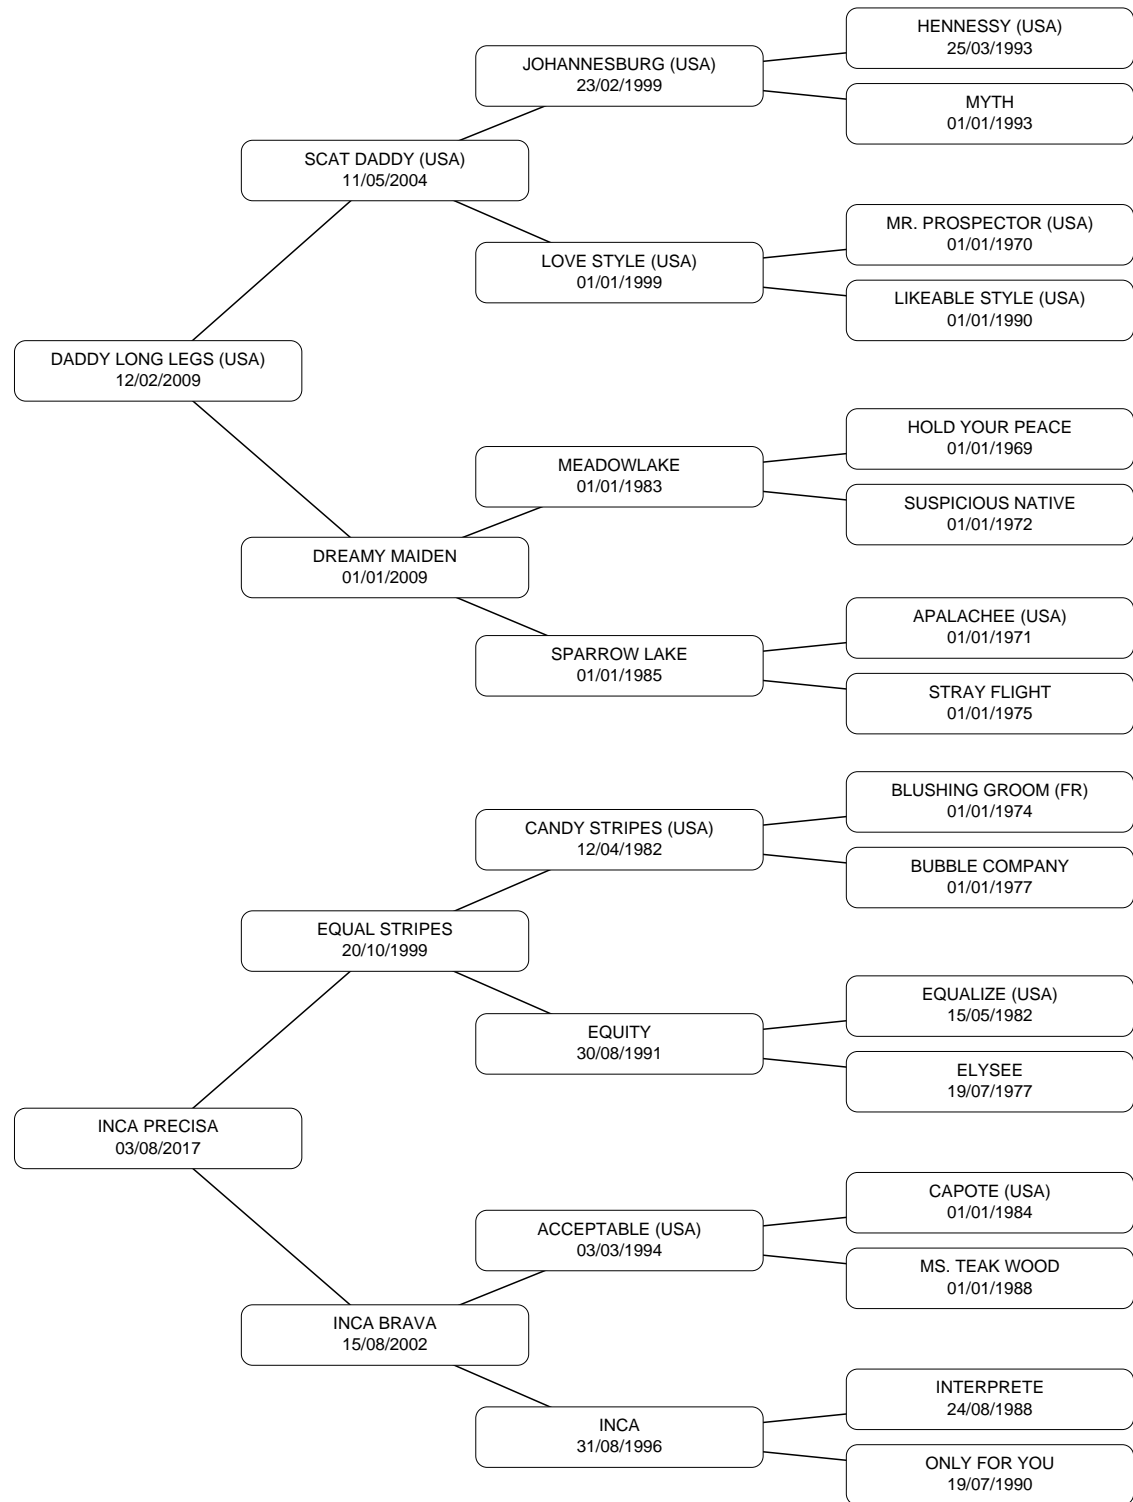 HENNESSY (USA)
25/03/1993
JOHANNESBURG (USA)
23/02/1999
MYTH
01/01/1993
SCAT DADDY (USA)
11/05/2004
MR. PROSPECTOR (USA)
01/01/1970
LOVE STYLE (USA)
01/01/1999
LIKEABLE STYLE (USA)
01/01/1990
DADDY LONG LEGS (USA)
12/02/2009
HOLD YOUR PEACE
01/01/1969
MEADOWLAKE
01/01/1983
SUSPICIOUS NATIVE
01/01/1972
DREAMY MAIDEN
01/01/2009
APALACHEE (USA)
01/01/1971
SPARROW LAKE
01/01/1985
STRAY FLIGHT
01/01/1975
BLUSHING GROOM (FR)
01/01/1974
CANDY STRIPES (USA)
12/04/1982
BUBBLE COMPANY
01/01/1977
EQUAL STRIPES
20/10/1999
EQUALIZE (USA)
15/05/1982
EQUITY
30/08/1991
ELYSEE
19/07/1977
INCA PRECISA
03/08/2017
CAPOTE (USA)
01/01/1984
ACCEPTABLE (USA)
03/03/1994
MS. TEAK WOOD
01/01/1988
INCA BRAVA
15/08/2002
INTERPRETE
24/08/1988
INCA
31/08/1996
ONLY FOR YOU
19/07/1990